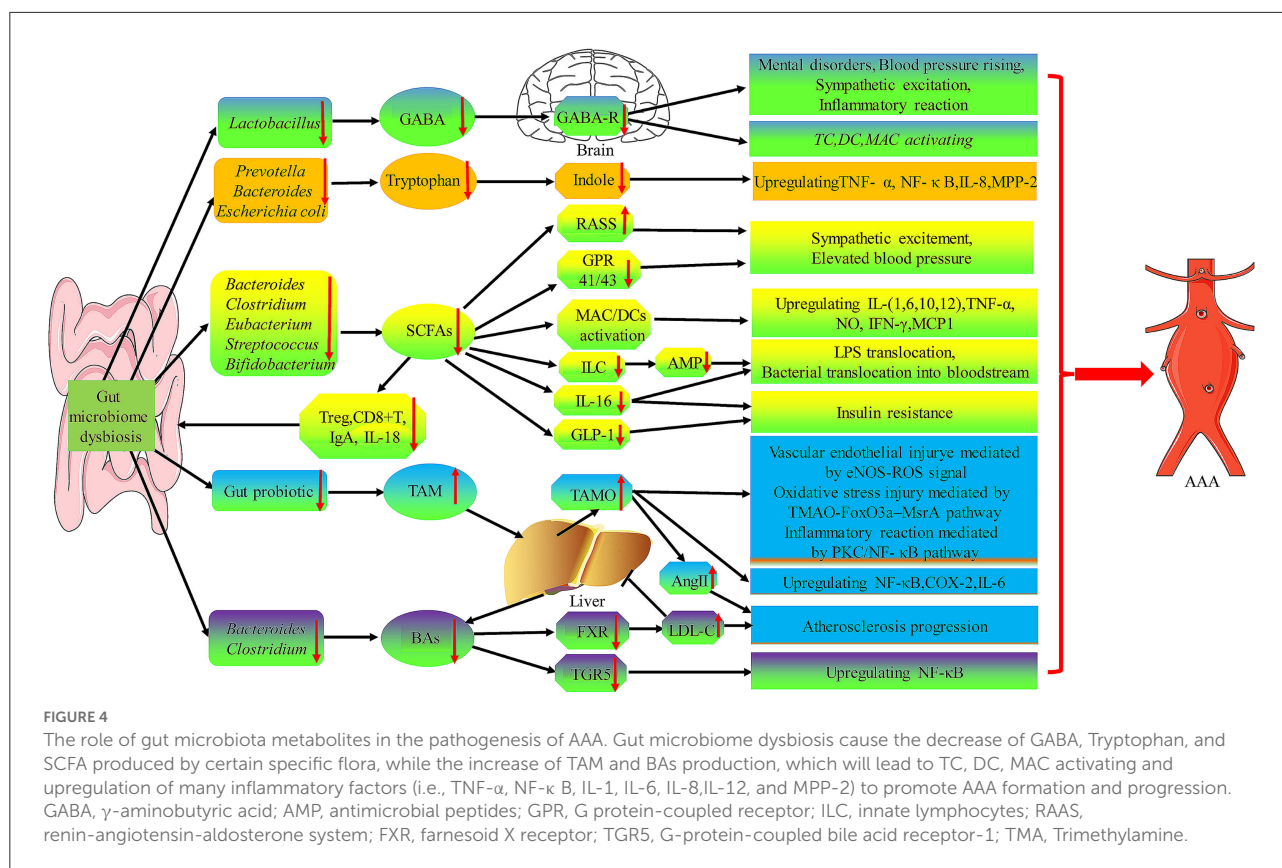 Lactobacillus
GABA
GABA-R
Brain
Mental disorders, Blood pressure rising,
Sympathetic excitation,
Inflammatory reaction
TC,DC,MAC activating
Prevotella
Bacteroides
Escherichia coli
Tryptophan
Indole
UpregulatingTNF- α, NF- κ B,IL-8,MPP-2
Bacteroides
Clostridium
Eubacterium
Streptococcus
Bifidobacterium
SCFAs
RASS
GPR
41/43
Sympathetic excitement,
Elevated blood pressure
MAC/DCs
activation
Upregulating IL-(1,6,10,12),TNF-α,
NO, IFN-γ,MCP1
ILC
AMP
LPS translocation,
Bacterial translocation into bloodstream
IL-16
GLP-1
Insulin resistance
Treg,CD8+T,
IgA, IL-18
Gut
microbiome
dysbiosis
Gut probiotic
TAM
TAMO
Liver
Vascular endothelial injurye mediated
by eNOS-ROS signal
Oxidative stress injury mediated by
TMAO-FoxO3a–MsrA pathway
Inflammatory reaction mediated
by PKC/NF- κB pathway
AngII
Upregulating NF-κB,COX-2,IL-6
Bacteroides
Clostridium
BAs
FXR
LDL-C
Atherosclerosis progression
TGR5
Upregulating NF-κB
AAA
FIGURE 4
The role of gut microbiota metabolites in the pathogenesis of AAA. Gut microbiome dysbiosis cause the decrease of GABA, Tryptophan, and
SCFA produced by certain specific flora, while the increase of TAM and BAs production, which will lead to TC, DC, MAC activating and
upregulation of many inflammatory factors (i.e., TNF-α, NF-κ B, IL-1, IL-6, IL-8,IL-12, and MPP-2) to promote AAA formation and progression.
GABA, γ-aminobutyric acid; AMP, antimicrobial peptides; GPR, G protein-coupled receptor; ILC, innate lymphocytes; RAAS,
renin-angiotensin-aldosterone system; FXR, farnesoid X receptor; TGR5, G-protein-coupled bile acid receptor-1; TMA, Trimethylamine.